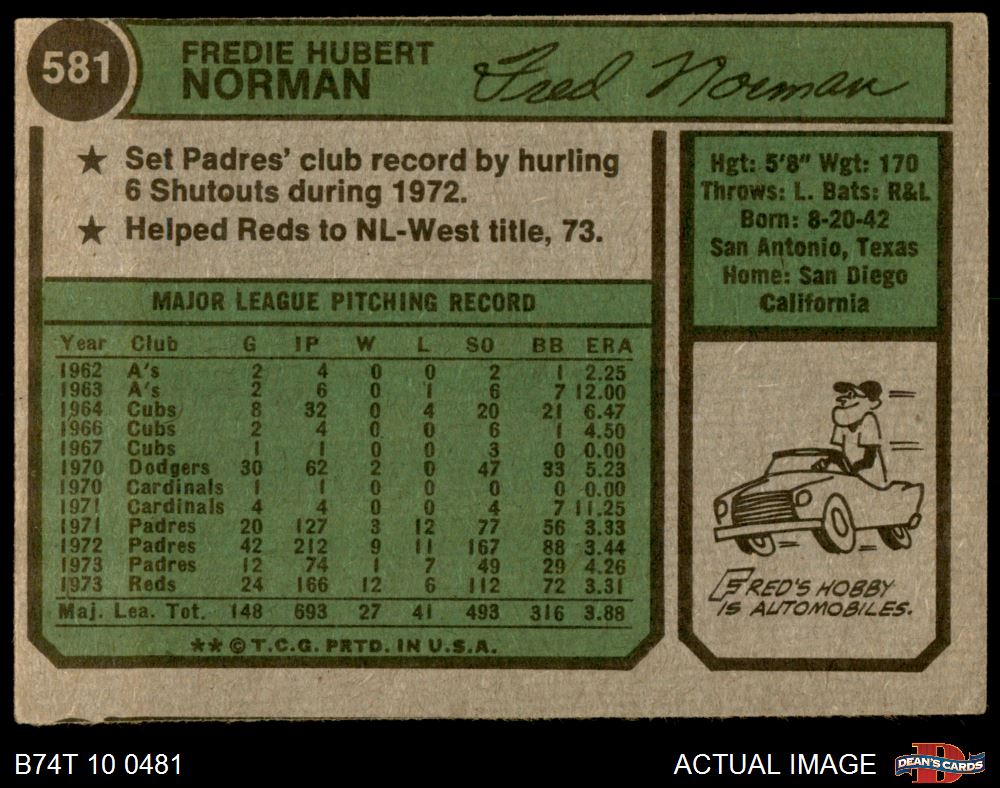 581
FREDIE HUBERT
NORMAN
Fred Norman
★ Set Padres' club record by hurling
6 Shutouts during 1972.
★ Helped Reds to NL-West title, 73.
Hgt: 5'8" Wgt: 170
Throws: L. Bats: R&L
Born: 8-20-42
San Antonio, Texas
Home: San Diego
California
MAJOR LEAGUE PITCHING RECORD
Year Club G IP W L SO BB ERA
1962 A's 2 4 0 0 2 1 2.25
1963 A's 2 6 0 1 6 7 12.00
1964 Cubs 8 32 0 4 20 21 6.47
1966 Cubs 2 4 0 0 6 1 4.50
1967 Cubs 1 1 0 0 3 0 0.00
1970 Dodgers 30 62 2 0 47 33 5.23
1970 Cardinals 1 1 0 0 0 0 0.00
1971 Cardinals 4 4 0 0 4 7 11.25
1971 Padres 20 127 3 12 77 56 3.33
1972 Padres 42 212 9 11 167 88 3.44
1973 Padres 12 74 1 7 49 29 4.26
1973 Reds 24 166 12 6 112 72 3.31
Maj. Lea. Tot. 148 693 27 41 493 316 3.88
** © T.C.G. PRTD. IN U.S.A.
FRED'S HOBBY
IS AUTOMOBILES.
B74T 10 0481
ACTUAL IMAGE
D
DEAN'S CARDS